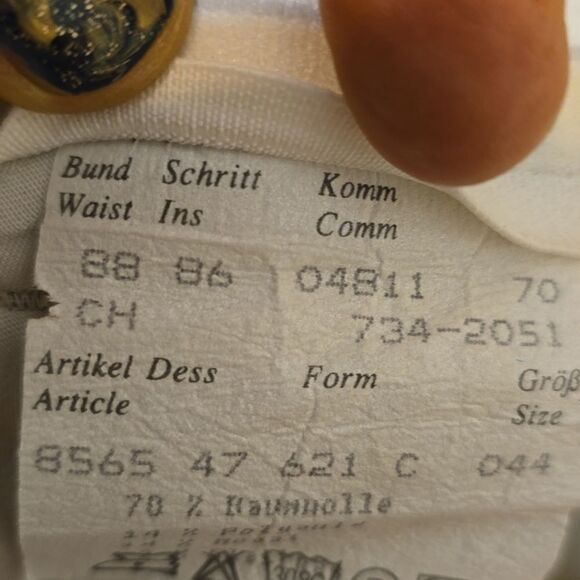 Bund Schritt Komm
Waist Ins Comm
88 86 04811 70
CH 734-2051
Artikel Dess Form Größ
Article Size
8565 47 621 C 044
70 % Baumwolle